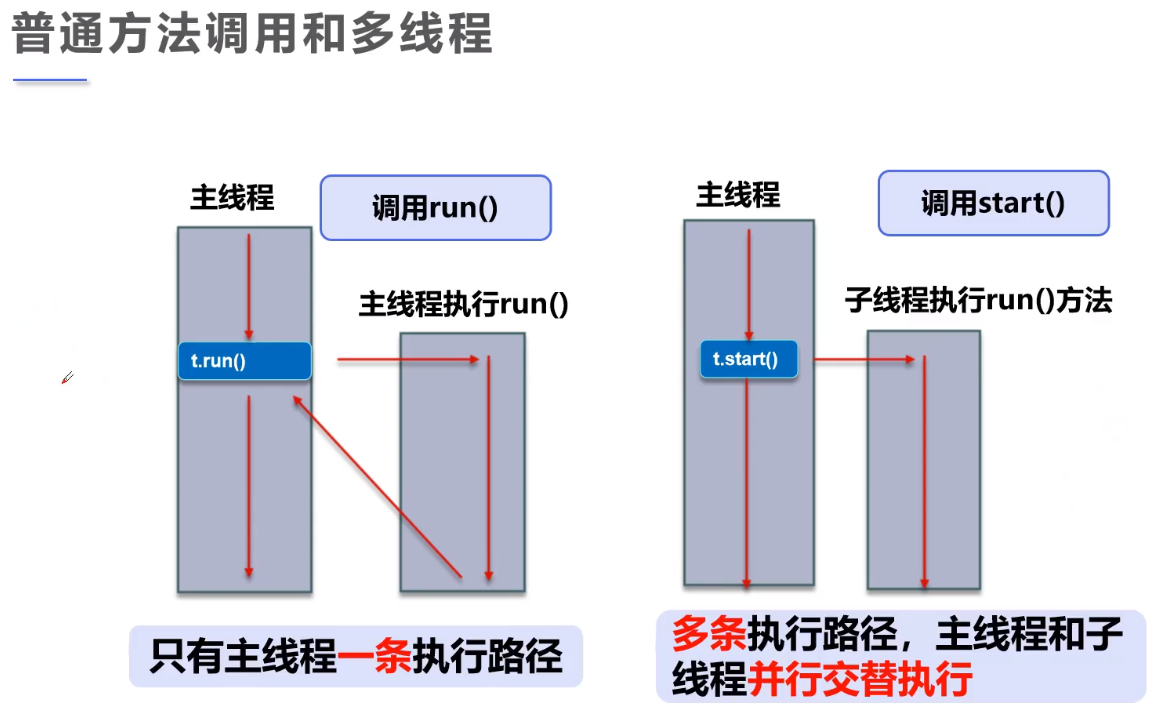 普通方法调用和多线程
主线程
调用run()
主线程执行run()
t.run()
只有主线程一条执行路径
主线程
调用start()
子线程执行run()方法
t.start()
多条执行路径，主线程和子
线程并行交替执行